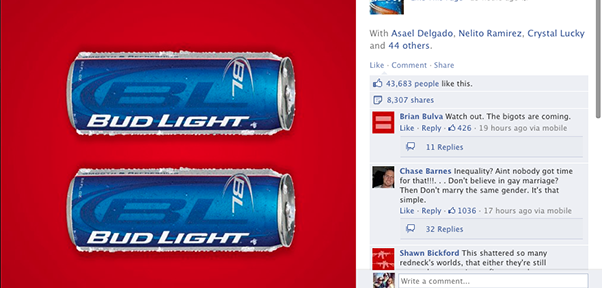 BL
BL
BUD LIGHT
BL
BL
BUD LIGHT
With Asael Delgado, Nelito Ramirez, Crystal Lucky
and 44 others.
Like · Comment · Share
43,683 people like this.
8,307 shares
Brian Bulva Watch out. The bigots are coming.
Like · Reply · 426 · 19 hours ago via mobile
11 Replies
Chase Barnes Inequality? Aint nobody got time
for that!!!. . . Don't believe in gay marriage?
Then Don't marry the same gender. It's that
simple.
Like · Reply · 1036 · 17 hours ago via mobile
32 Replies
Shawn Bickford This shattered so many
redneck's worlds, that either they're still
Write a comment...